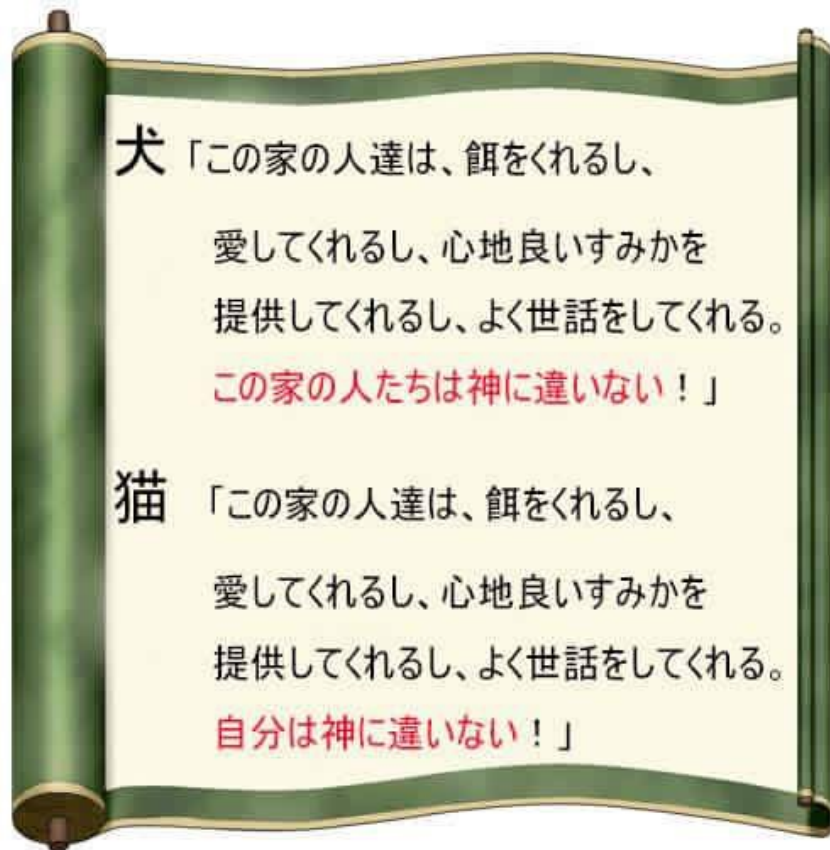 犬「この家の人達は、餌をくれるし、
愛してくれるし、心地良いすみかを
提供してくれるし、よく世話をしてくれる。
この家の人たちは神に違いない！」
猫 「この家の人達は、餌をくれるし、
愛してくれるし、心地良いすみかを
提供してくれるし、よく世話をしてくれる。
自分は神に違いない！」